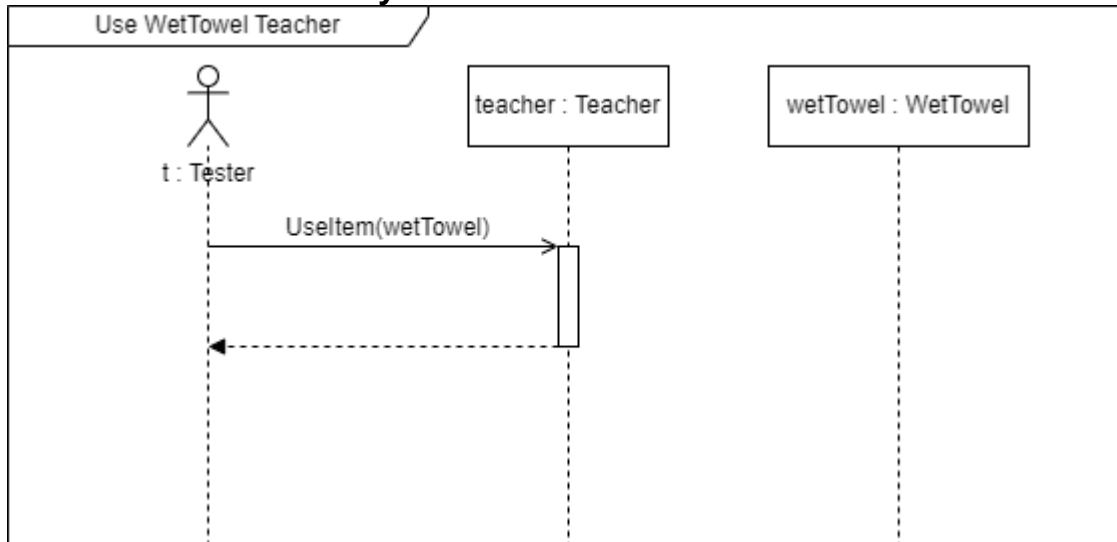 Use WetTowel Teacher
teacher : Teacher
wetTowel : WetTowel
t : Tester
UseItem(wetTowel)